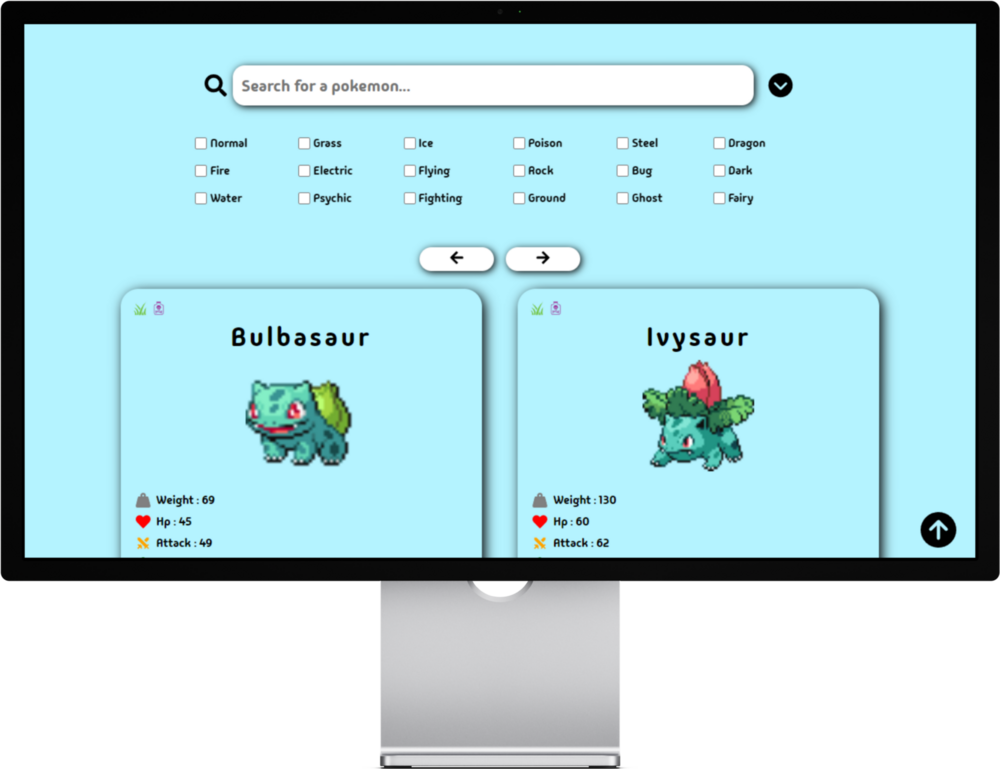 Search for a pokemon...
Normal Grass Ice Poison Steel Dragon
Fire Electric Flying Rock Bug Dark
Water Psychic Fighting Ground Ghost Fairy
Bulbasaur
Weight : 69
Hp : 45
Attack : 49
Ivysaur
Weight : 130
Hp : 60
Attack : 62